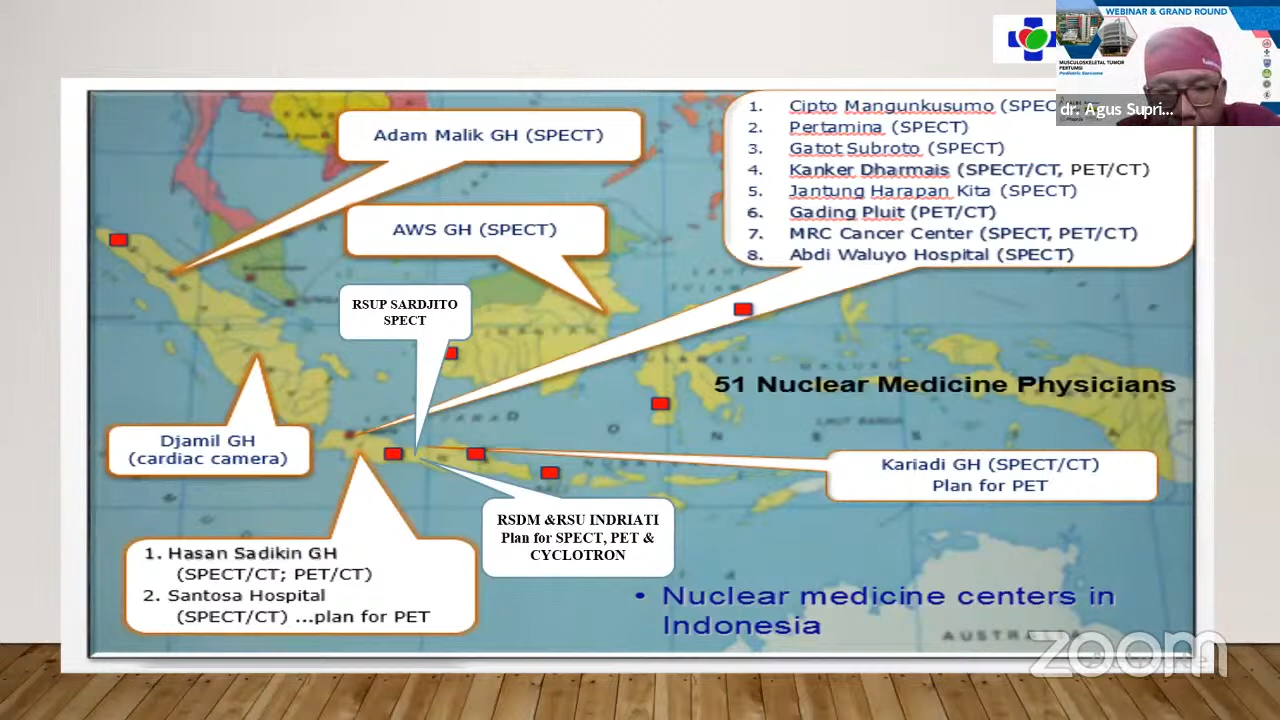 WEBINAR & GRAND ROUND
MUSCULOSKELETAL TUMOR
PERTUMSI
Pediatric Sarcoma
dr. Agus Supri...
Adam Malik GH (SPECT)
AWS GH (SPECT)
1. Cipto Mangunkusumo (SPEC
2. Pertamina (SPECT)
3. Gatot Subroto (SPECT)
4. Kanker Dharmais (SPECT/CT, PET/CT)
5. Jantung Harapan Kita (SPECT)
6. Gading Pluit (PET/CT)
7. MRC Cancer Center (SPECT, PET/CT)
8. Abdi Waluyo Hospital (SPECT)
RSUP SARDJITO
SPECT
51 Nuclear Medicine Physicians
Djamil GH
(cardiac camera)
Kariadi GH (SPECT/CT)
Plan for PET
RSDM &RSU INDRIATI
Plan for SPECT, PET &
CYCLOTRON
1. Hasan Sadikin GH
(SPECT/CT; PET/CT)
2. Santosa Hospital
(SPECT/CT) ...plan for PET
• Nuclear medicine centers in
Indonesia
AUSTRA
zoom